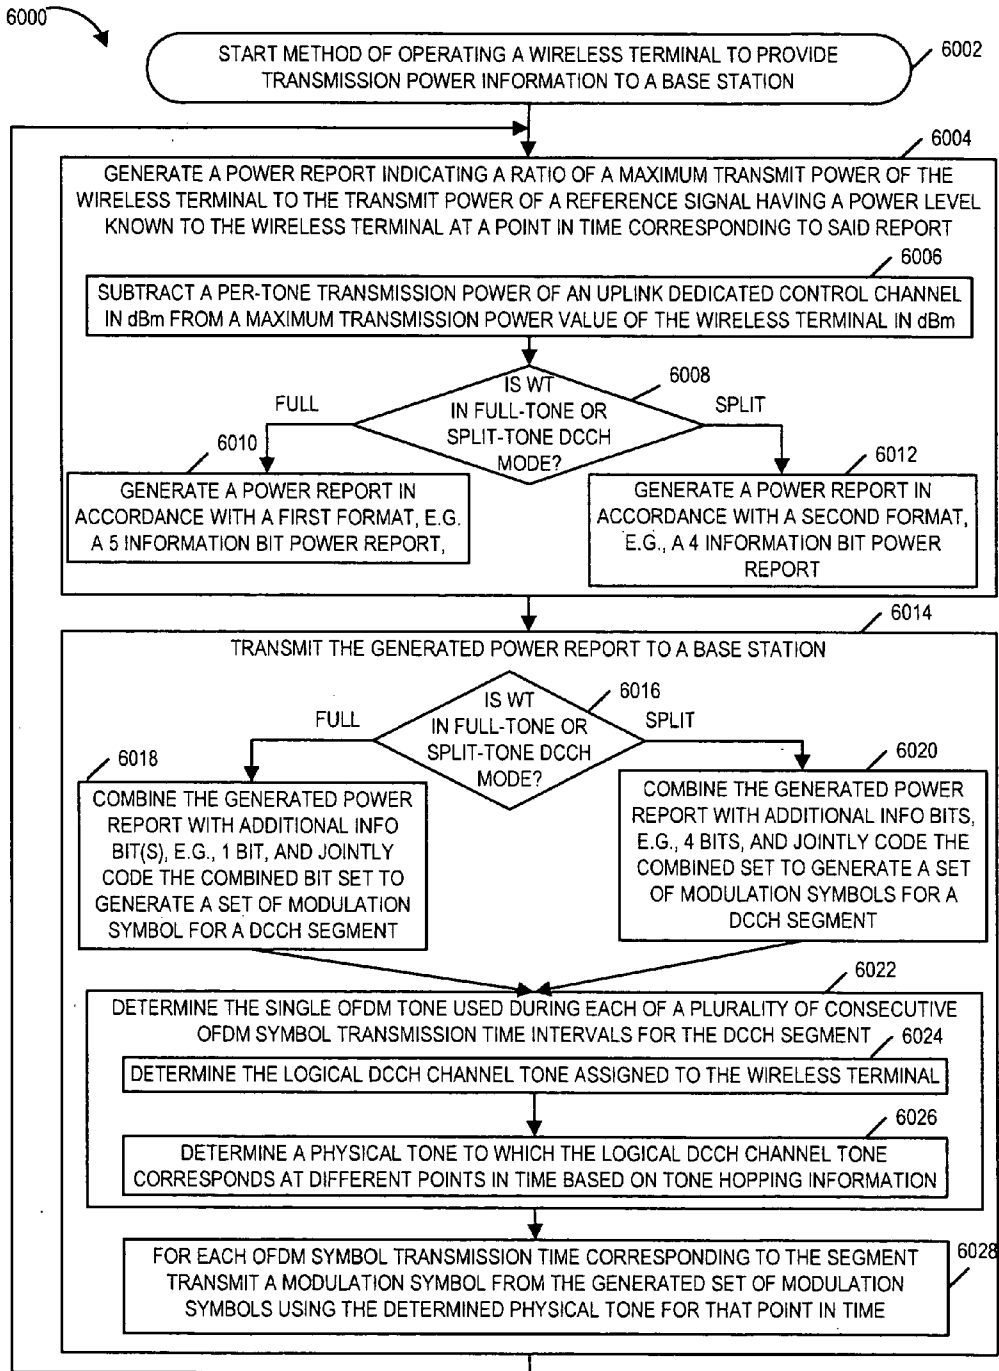 6000
START METHOD OF OPERATING A WIRELESS TERMINAL TO PROVIDE
TRANSMISSION POWER INFORMATION TO A BASE STATION
6002
6004
GENERATE A POWER REPORT INDICATING A RATIO OF A MAXIMUM TRANSMIT POWER OF THE
WIRELESS TERMINAL TO THE TRANSMIT POWER OF A REFERENCE SIGNAL HAVING A POWER LEVEL
KNOWN TO THE WIRELESS TERMINAL AT A POINT IN TIME CORRESPONDING TO SAID REPORT
6006
SUBTRACT A PER-TONE TRANSMISSION POWER OF AN UPLINK DEDICATED CONTROL CHANNEL
IN dBm FROM A MAXIMUM TRANSMISSION POWER VALUE OF THE WIRELESS TERMINAL IN dBm
6008
IS WT
IN FULL-TONE OR
SPLIT-TONE DCCH
MODE?
FULL
SPLIT
6010
GENERATE A POWER REPORT IN
ACCORDANCE WITH A FIRST FORMAT, E.G.
A 5 INFORMATION BIT POWER REPORT,
6012
GENERATE A POWER REPORT IN
ACCORDANCE WITH A SECOND FORMAT,
E.G., A 4 INFORMATION BIT POWER
REPORT
6014
TRANSMIT THE GENERATED POWER REPORT TO A BASE STATION
6016
IS WT
IN FULL-TONE OR
SPLIT-TONE DCCH
MODE?
FULL
SPLIT
6018
COMBINE THE GENERATED POWER
REPORT WITH ADDITIONAL INFO
BIT(S), E.G., 1 BIT, AND JOINTLY
CODE THE COMBINED BIT SET TO
GENERATE A SET OF MODULATION
SYMBOL FOR A DCCH SEGMENT
6020
COMBINE THE GENERATED POWER
REPORT WITH ADDITIONAL INFO BITS,
E.G., 4 BITS, AND JOINTLY CODE THE
COMBINED SET TO GENERATE A SET
OF MODULATION SYMBOLS FOR A
DCCH SEGMENT
6022
DETERMINE THE SINGLE OFDM TONE USED DURING EACH OF A PLURALITY OF CONSECUTIVE
OFDM SYMBOL TRANSMISSION TIME INTERVALS FOR THE DCCH SEGMENT
6024
DETERMINE THE LOGICAL DCCH CHANNEL TONE ASSIGNED TO THE WIRELESS TERMINAL
6026
DETERMINE A PHYSICAL TONE TO WHICH THE LOGICAL DCCH CHANNEL TONE
CORRESPONDS AT DIFFERENT POINTS IN TIME BASED ON TONE HOPPING INFORMATION
6028
FOR EACH OFDM SYMBOL TRANSMISSION TIME CORRESPONDING TO THE SEGMENT
TRANSMIT A MODULATION SYMBOL FROM THE GENERATED SET OF MODULATION
SYMBOLS USING THE DETERMINED PHYSICAL TONE FOR THAT POINT IN TIME